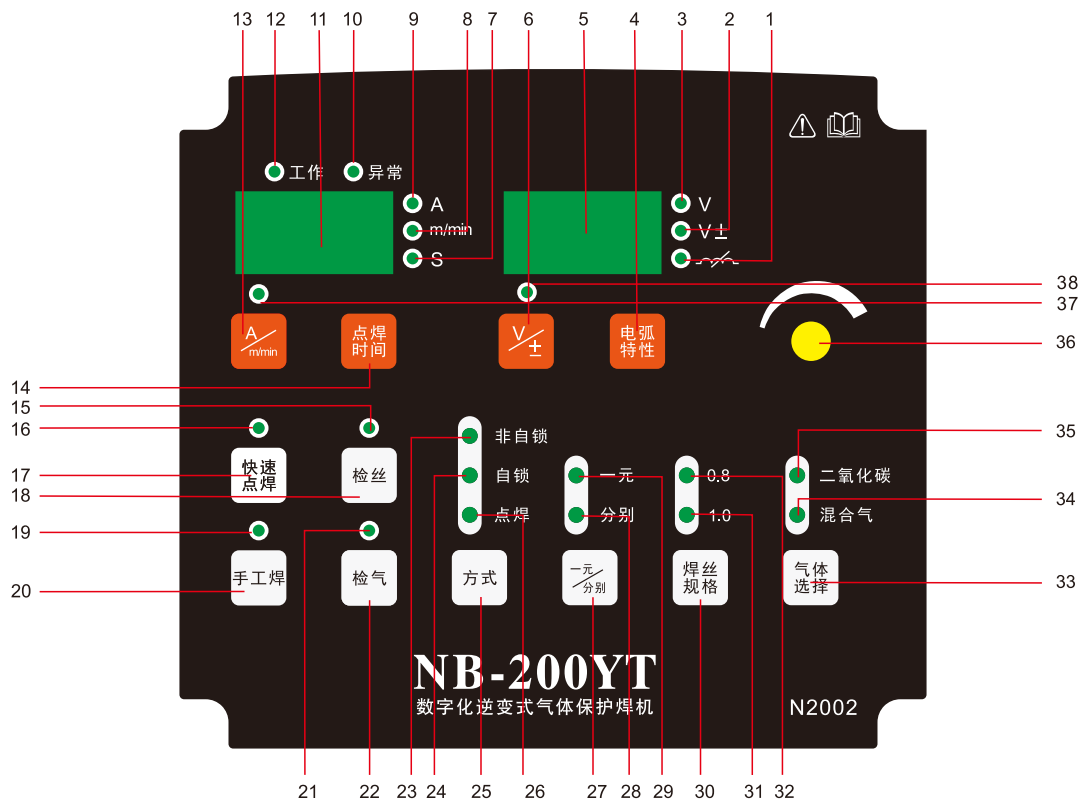 13 12 11 10 9 8 7 6 5 4 3 2 1
工作 异常
A V
m/min V±
S
38
37
A/m/min 点焊 V/± 电弧
时间 特性
36
14
15
16
非自锁
35
17 快速 检丝 自锁 一元 0.8 二氧化碳
点焊
18
34
点焊 分别 1.0 混合气
19
手工焊 检气 方式 一元/分别 焊丝 气体
规格 选择
20
33
NB-200YT
数字化逆变式气体保护焊机 N2002
21 22 23 24 25 26 27 28 29 30 31 32